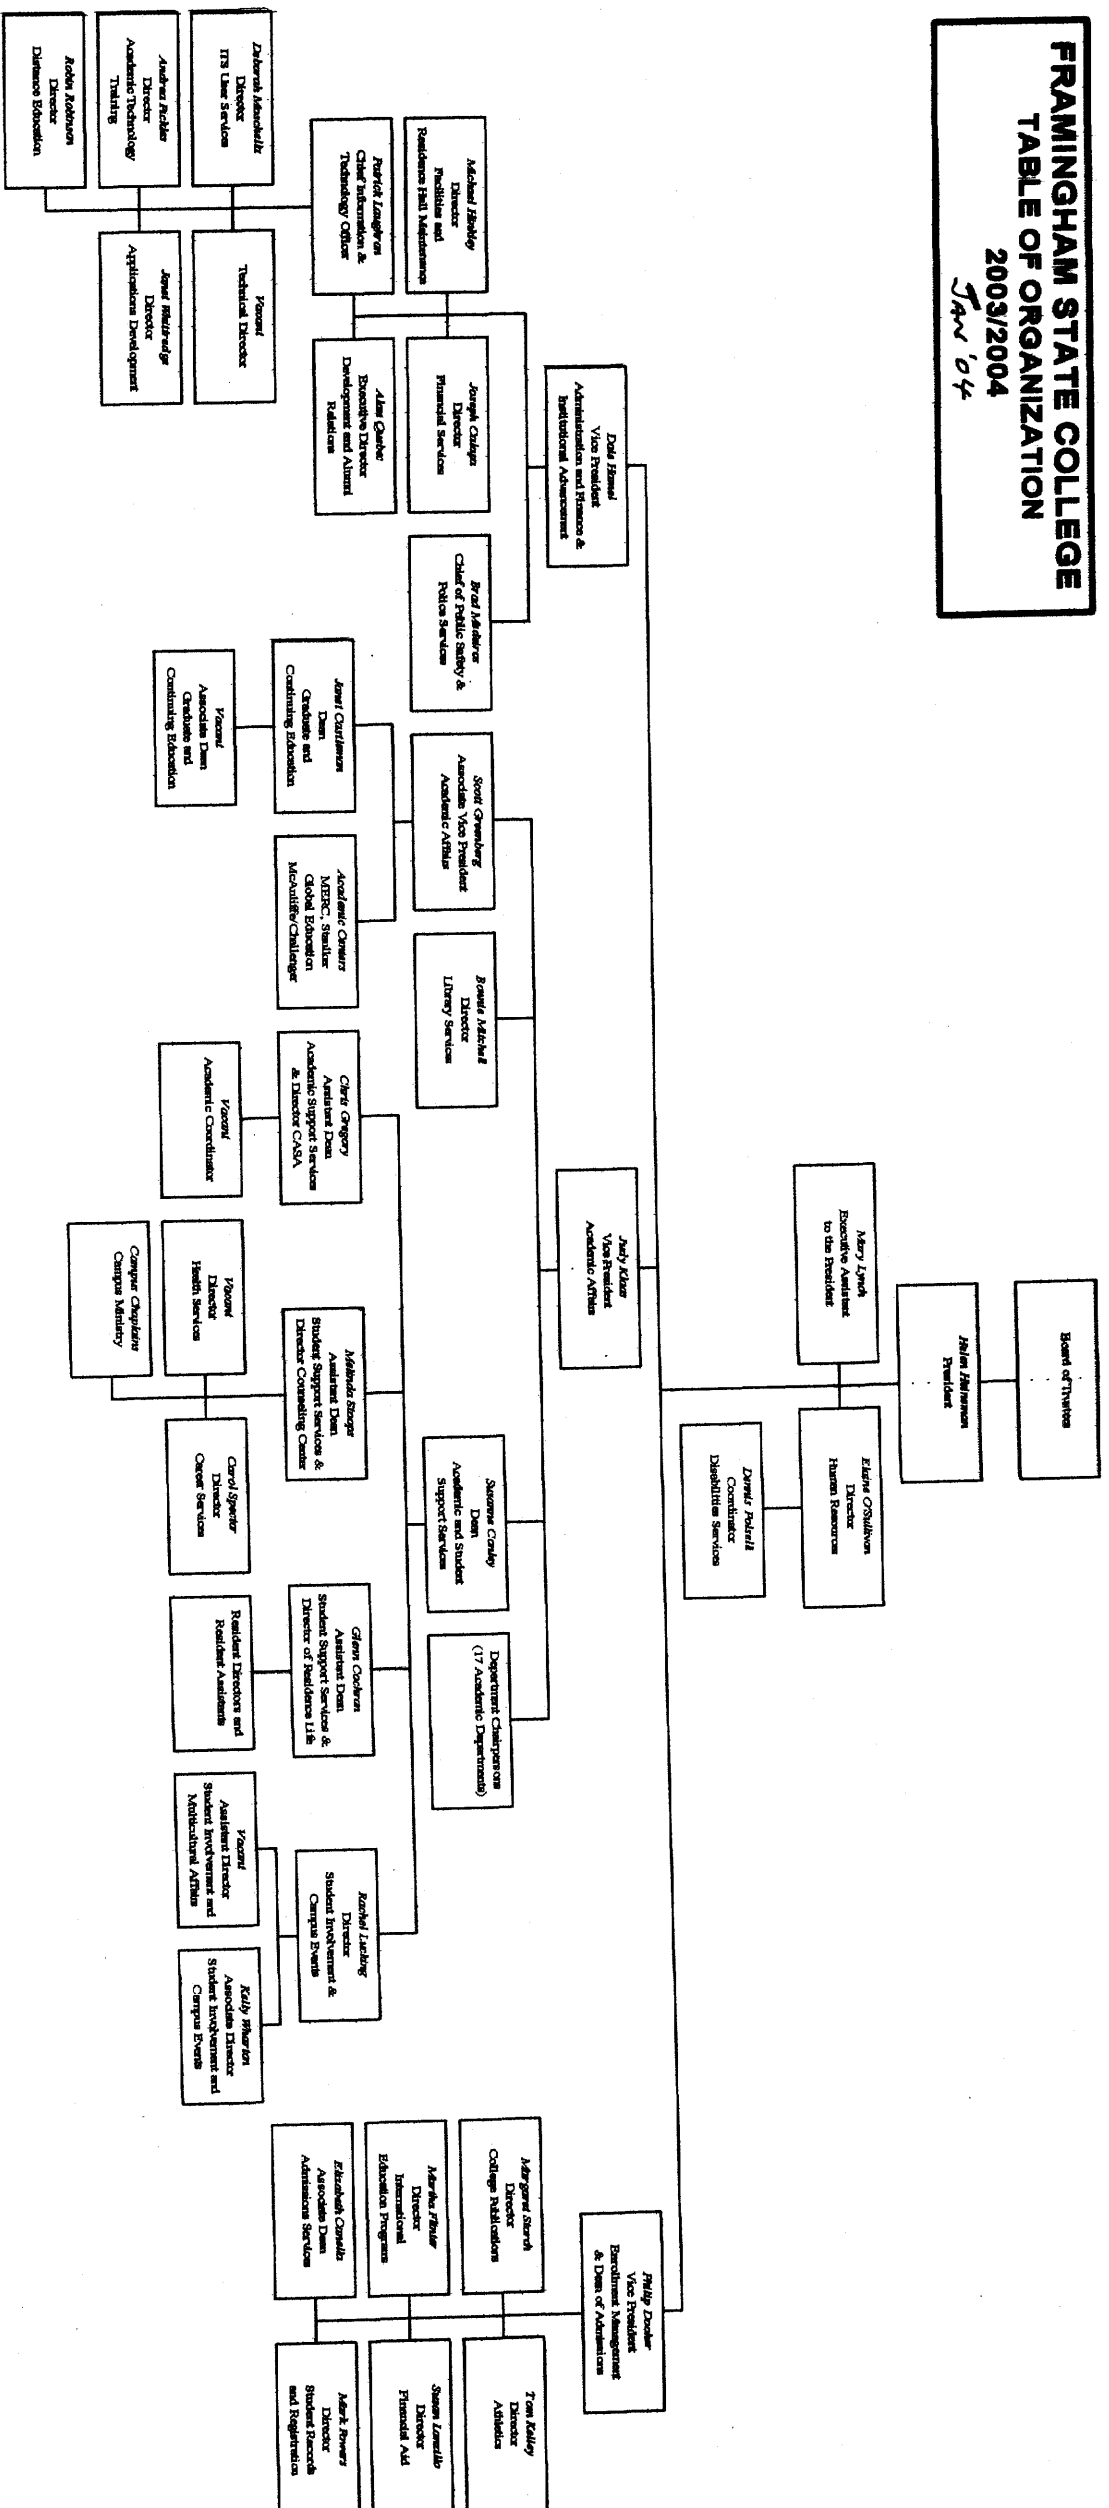 FRAMINGHAM STATE COLLEGE
TABLE OF ORGANIZATION
2003/2004
JAN '04
Board of Trustees
Helen Heineman
President
Mary Lynch
Executive Assistant
to the President
Elaine O'Sullivan
Director
Human Resources
Dennis Polselli
Coordinator
Disabilities Services
Dale Hamel
Vice President
Administration and Finance &
Institutional Advancement
Judy Klaas
Vice President
Academic Affairs
Philip Dooher
Vice President
Enrollment Management
& Dean of Admissions
Michael Hinkley
Director
Facilities and
Residence Hall Maintenance
Joseph
Director
Financial Services
Brad Medeiros
Chief of Public Safety &
Police Services
Patrick Laughran
Chief Information &
Technology Officer
Alan Quebec
Executive Director
Development and Alumni
Relations
Deborah
Director
ITS User Services
Vacant
Technical Director
Andrea Pickles
Director
Academic Technology
Training
Janet
Director
Applications Development
Robin Robinson
Director
Distance Education
Scott Greenberg
Associate Vice President
Academic Affairs
Bonnie Mitchell
Director
Library Services
Susanne Conley
Dean
Academic and Student
Support Services
Department Chairpersons
(17 Academic Departments)
Janet Castleman
Dean
Graduate and
Continuing Education
Academic Centers
MERC, Stalker
Global Education
McAuliffe/Challenger
Vacant
Associate Dean
Graduate and
Continuing Education
Chris Gregory
Assistant Dean
Academic Support Services
& Director CASA
Melinda Stoops
Assistant Dean
Student Support Services &
Director Counseling Center
Glenn Cochran
Assistant Dean
Student Support Services &
Director of Residence Life
Rachel Lucking
Director
Student Involvement &
Campus Events
Vacant
Academic Coordinator
Vacant
Director
Health Services
Carol Spector
Director
Career Services
Campus Chaplains
Campus Ministry
Resident Directors and
Resident Assistants
Vacant
Assistant Director
Student Involvement and
Multicultural Affairs
Kelly Wharton
Associate Director
Student Involvement and
Campus Events
Margaret Starch
Director
College Publications
Tom Kelley
Director
Athletics
Martha
Director
International
Education Programs
Susan Lanzillo
Director
Financial Aid
Elizabeth Canella
Associate Dean
Admissions Services
Mark Powers
Director
Student Records
and Registration